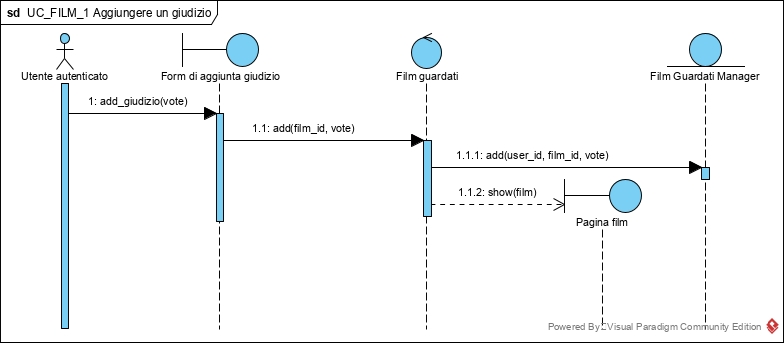 sd UC_FILM_1 Aggiungere un giudizio
Utente autenticato
Form di aggiunta giudizio
Film guardati
Film Guardati Manager
1: add_giudizio(vote)
1.1: add(film_id, vote)
1.1.1: add(user_id, film_id, vote)
1.1.2: show(film)
Pagina film
Powered By Visual Paradigm Community Edition